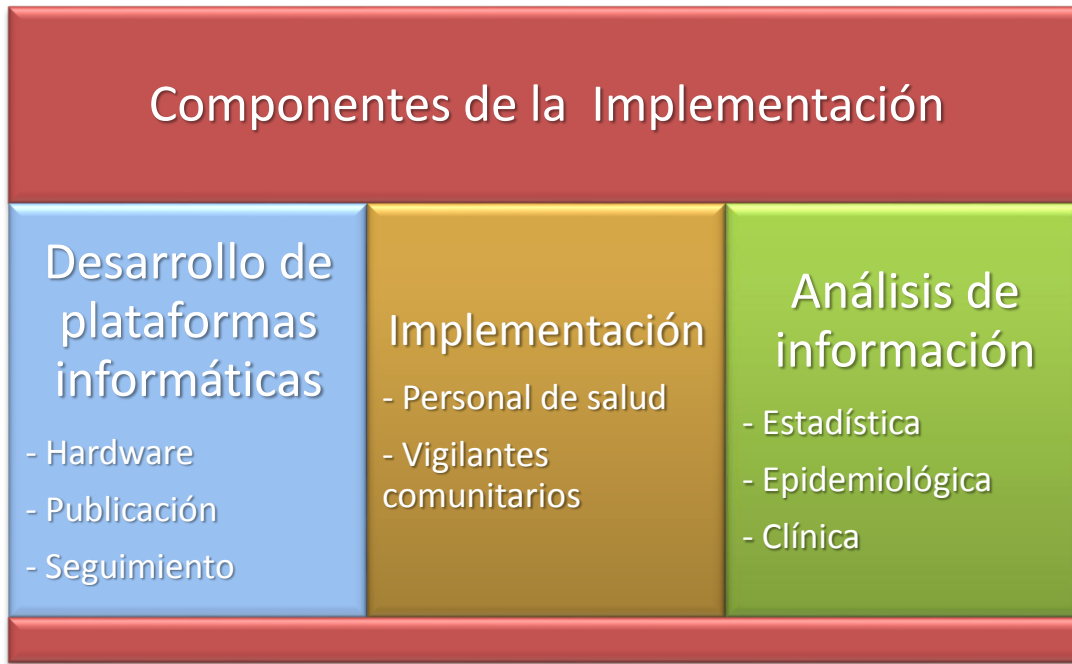 Componentes de la Implementación
Desarrollo de
plataformas
informáticas
- Hardware
- Publicación
- Seguimiento
Implementación
- Personal de salud
- Vigilantes
comunitarios
Análisis de
información
- Estadística
- Epidemiológica
- Clínica